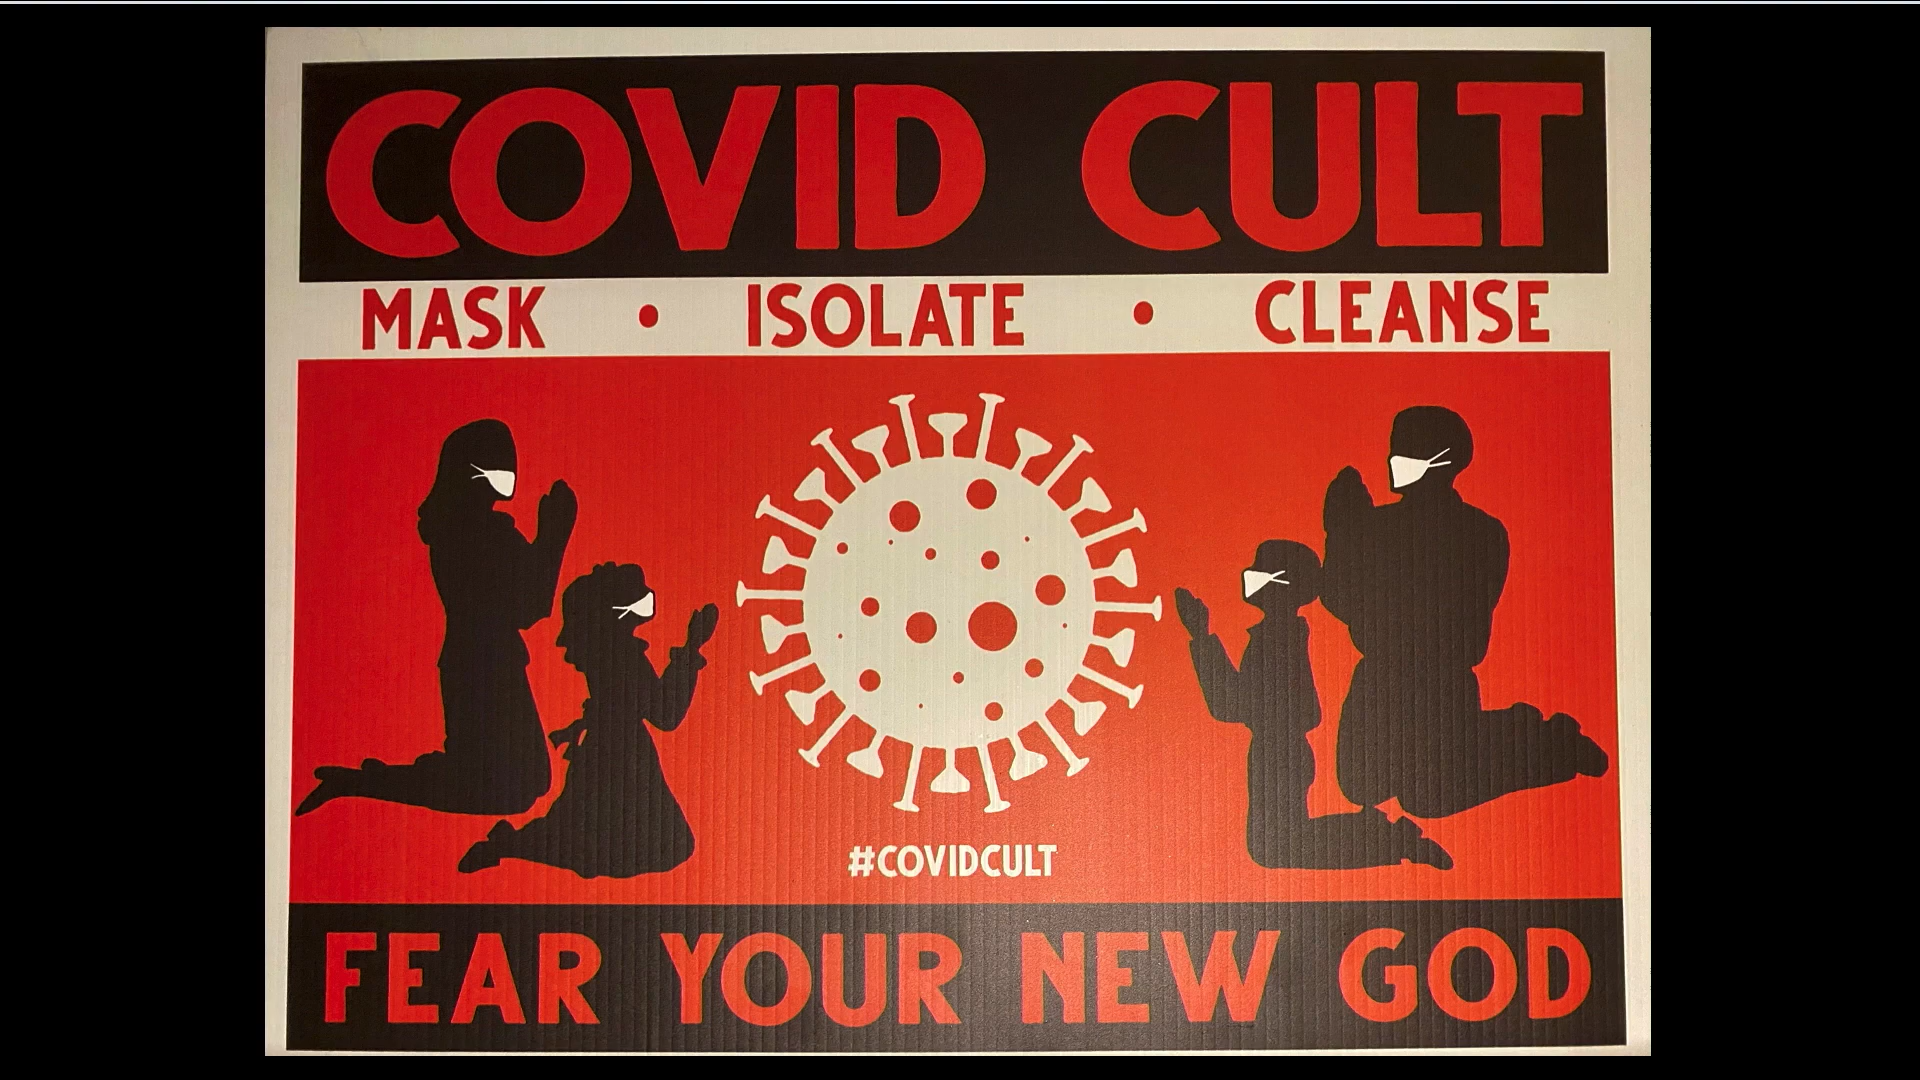 COVID CULT
MASK • ISOLATE • CLEANSE
#COVIDCULT
FEAR YOUR NEW GOD